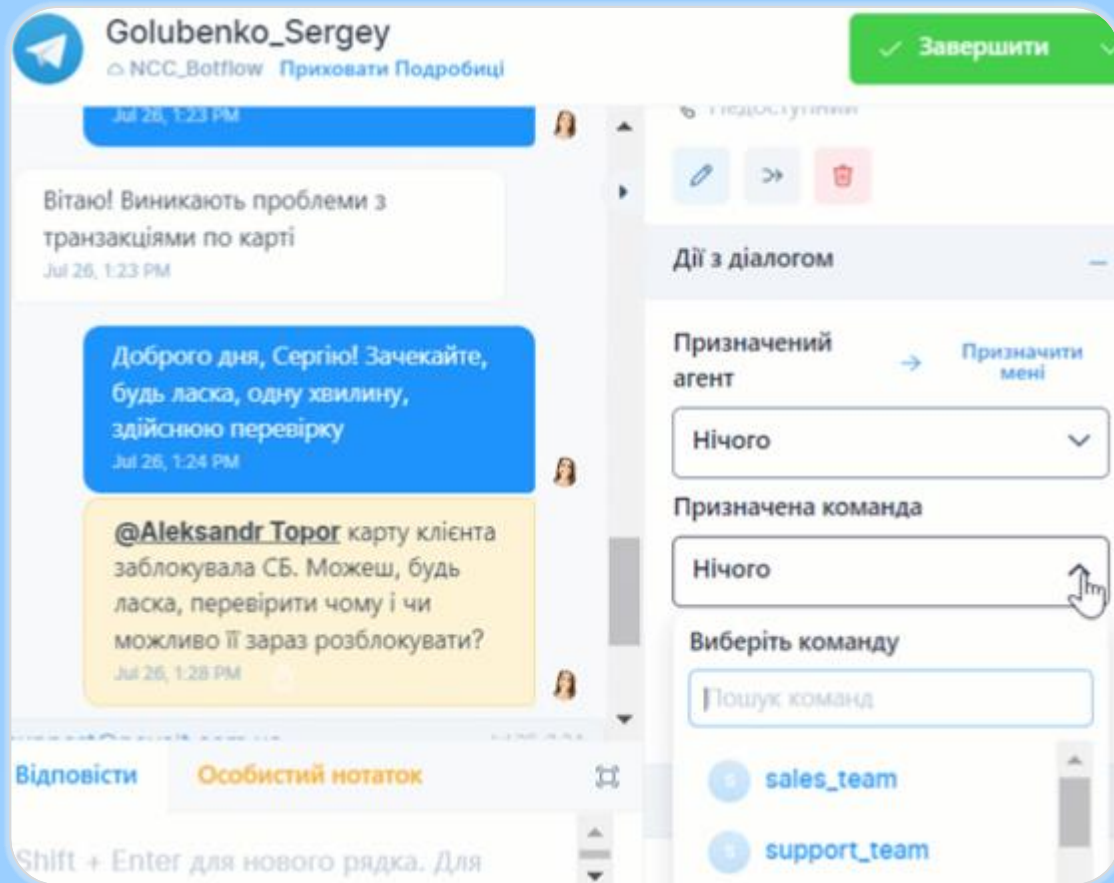 Golubenko_Sergey
NCC_Botflow Приховати Подробиці
Завершити
Jul 26, 1:23 PM
Вітаю! Виникають проблеми з
транзакціями по карті
Jul 26, 1:23 PM
Доброго дня, Сергію! Зачекайте,
будь ласка, одну хвилину,
здійснюю перевірку
Jul 26, 1:24 PM
@Aleksandr Topor карту клієнта
заблокувала СБ. Можеш, будь
ласка, перевірити чому і чи
можливо її зараз розблокувати?
Jul 26, 1:28 PM
Відповісти Особистий нотаток
Shift + Enter для нового рядка. Для
Недоступний
Дії з діалогом
Призначений
агент
Призначити
мені
Нічого
Призначена команда
Нічого
Виберіть команду
Пошук команд
S sales_team
S support_team